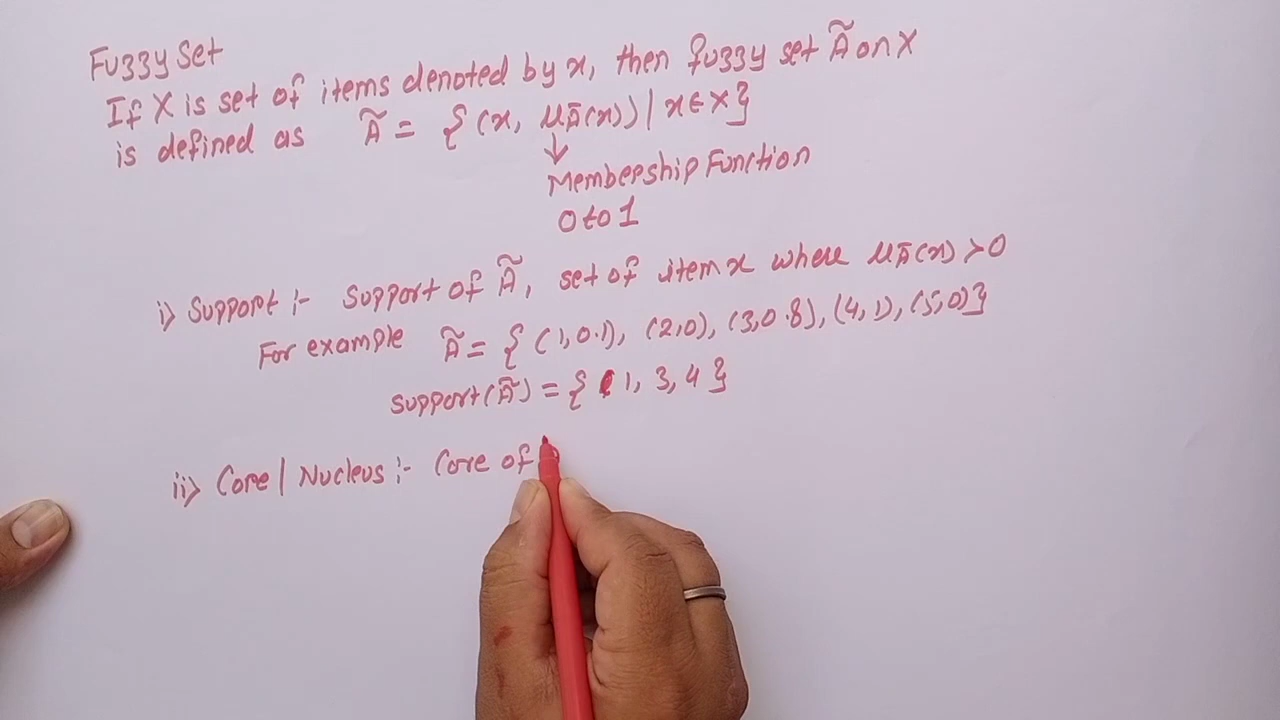 Fuzzy Set
If X is set of items denoted by x, then fuzzy set Ã on X
is defined as Ã = { (x, μÃ(x)) | x ∈ X }
↓
Membership Function
0 to 1
i) Support :- Support of Ã, set of item x where μÃ(x) > 0
For example Ã = { (1,0.1), (2,0), (3,0.8), (4,1), (5,0) }
support(Ã) = { 1, 3, 4 }
ii) Core | Nucleus :- Core of